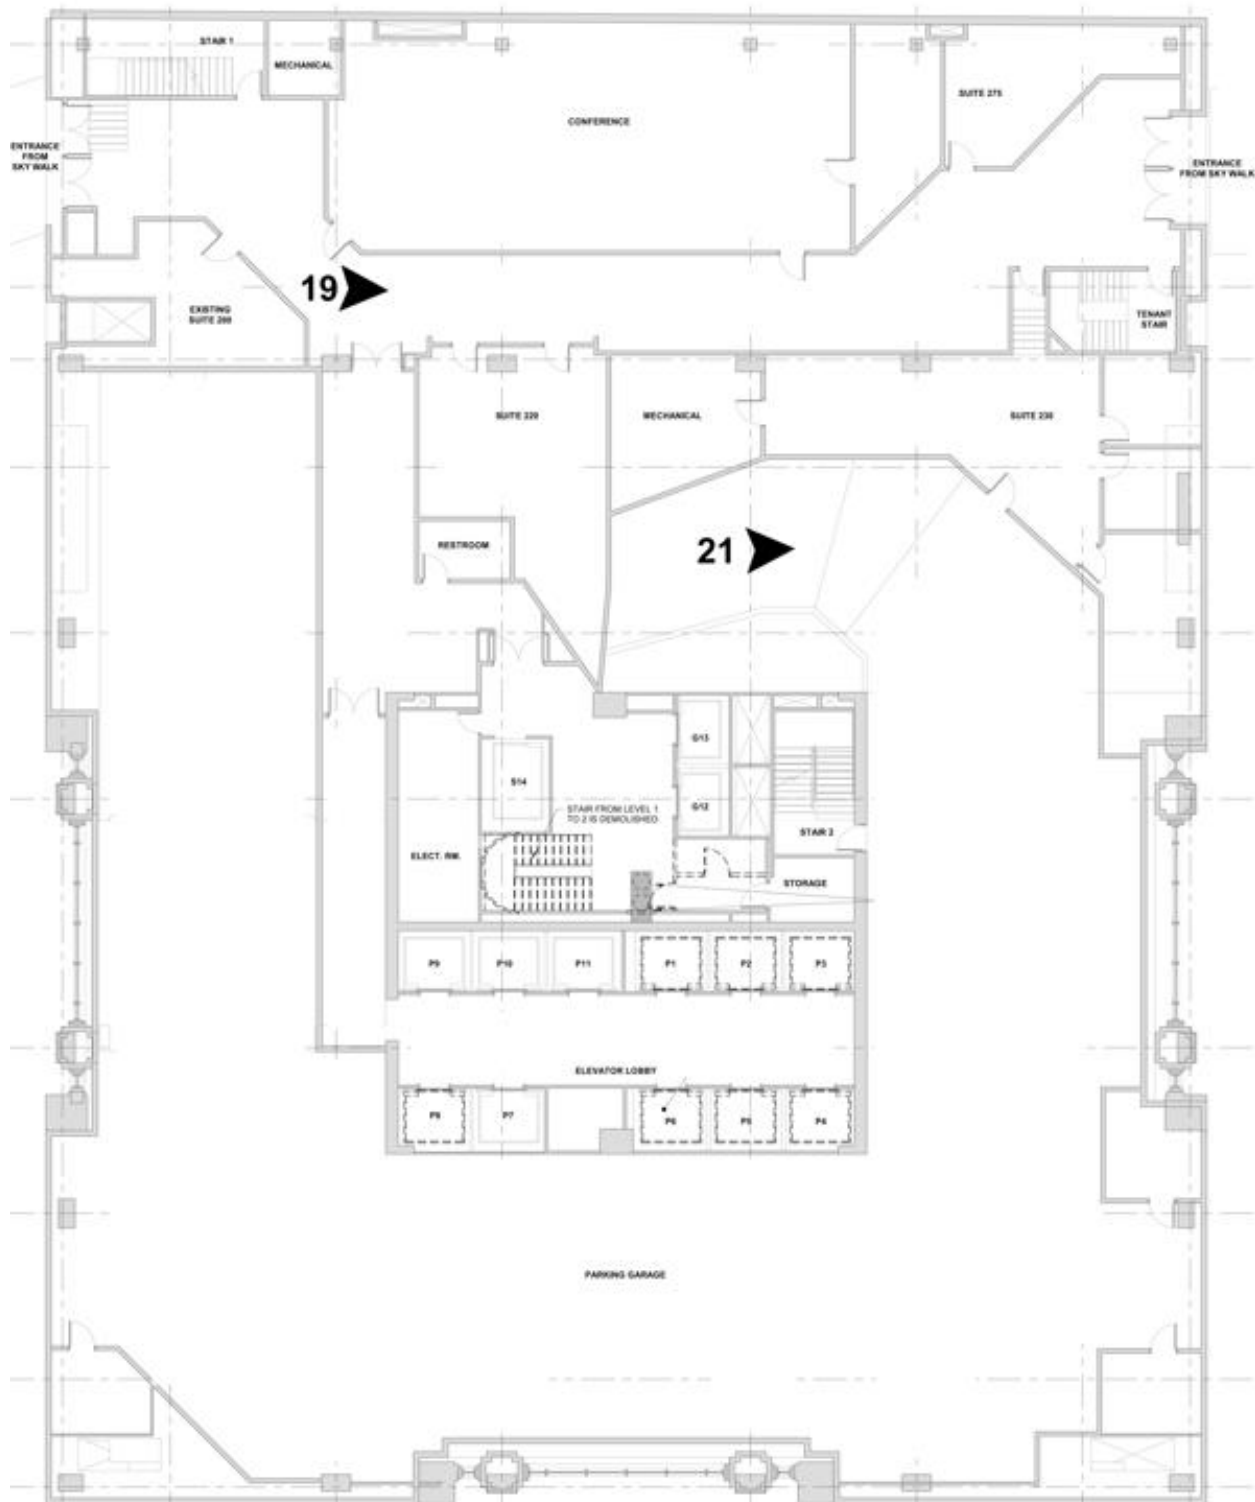 STAIR 1
MECHANICAL
SUITE 275
CONFERENCE
ENTRANCE
FROM
SKY WALK
ENTRANCE
FROM SKY WALK
19
EXISTING
SUITE 200
TENANT
STAIR
SUITE 220
MECHANICAL
SUITE 230
RESTROOM
21
G13
S14
G12
STAIR FROM LEVEL 1
TO 2 IS DEMOLISHED
STAIR 2
ELECT. RM.
STORAGE
P9
P10
P11
P1
P2
P3
ELEVATOR LOBBY
P8
P7
P6
P5
P4
PARKING GARAGE